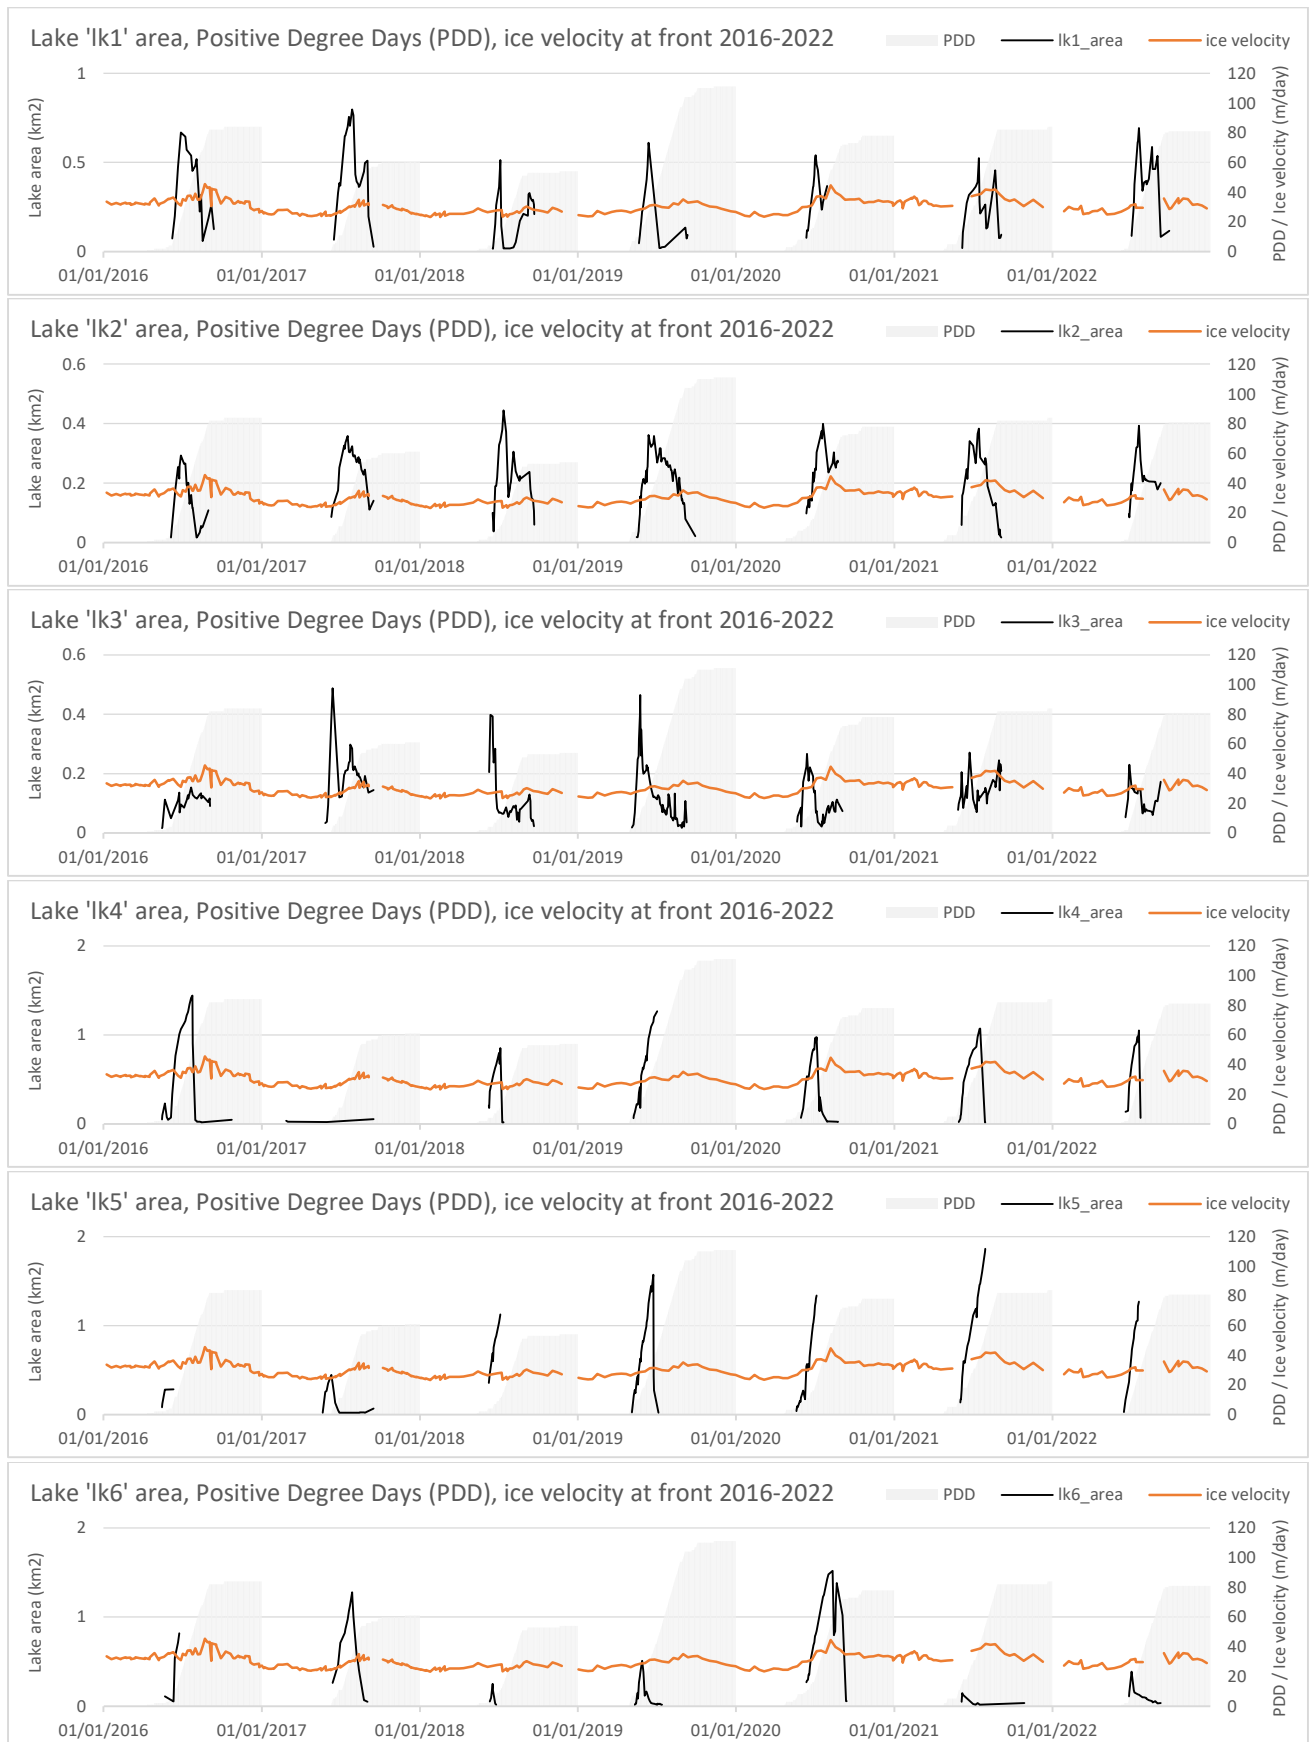 Lake 'lk1' area, Positive Degree Days (PDD), ice velocity at front 2016-2022 PDD lk1_area ice velocity
Lake area (km2)
1
0.5
0
120
100
80
60
40
20
0
PDD / Ice velocity (m/day)
01/01/2016 01/01/2017 01/01/2018 01/01/2019 01/01/2020 01/01/2021 01/01/2022
Lake 'lk2' area, Positive Degree Days (PDD), ice velocity at front 2016-2022 PDD lk2_area ice velocity
Lake area (km2)
0.6
0.4
0.2
0
120
100
80
60
40
20
0
PDD / Ice velocity (m/day)
01/01/2016 01/01/2017 01/01/2018 01/01/2019 01/01/2020 01/01/2021 01/01/2022
Lake 'lk3' area, Positive Degree Days (PDD), ice velocity at front 2016-2022 PDD lk3_area ice velocity
Lake area (km2)
0.6
0.4
0.2
0
120
100
80
60
40
20
0
PDD / Ice velocity (m/day)
01/01/2016 01/01/2017 01/01/2018 01/01/2019 01/01/2020 01/01/2021 01/01/2022
Lake 'lk4' area, Positive Degree Days (PDD), ice velocity at front 2016-2022 PDD lk4_area ice velocity
Lake area (km2)
2
1
0
120
100
80
60
40
20
0
PDD / Ice velocity (m/day)
01/01/2016 01/01/2017 01/01/2018 01/01/2019 01/01/2020 01/01/2021 01/01/2022
Lake 'lk5' area, Positive Degree Days (PDD), ice velocity at front 2016-2022 PDD lk5_area ice velocity
Lake area (km2)
2
1
0
120
100
80
60
40
20
0
PDD / Ice velocity (m/day)
01/01/2016 01/01/2017 01/01/2018 01/01/2019 01/01/2020 01/01/2021 01/01/2022
Lake 'lk6' area, Positive Degree Days (PDD), ice velocity at front 2016-2022 PDD lk6_area ice velocity
Lake area (km2)
2
1
0
120
100
80
60
40
20
0
PDD / Ice velocity (m/day)
01/01/2016 01/01/2017 01/01/2018 01/01/2019 01/01/2020 01/01/2021 01/01/2022